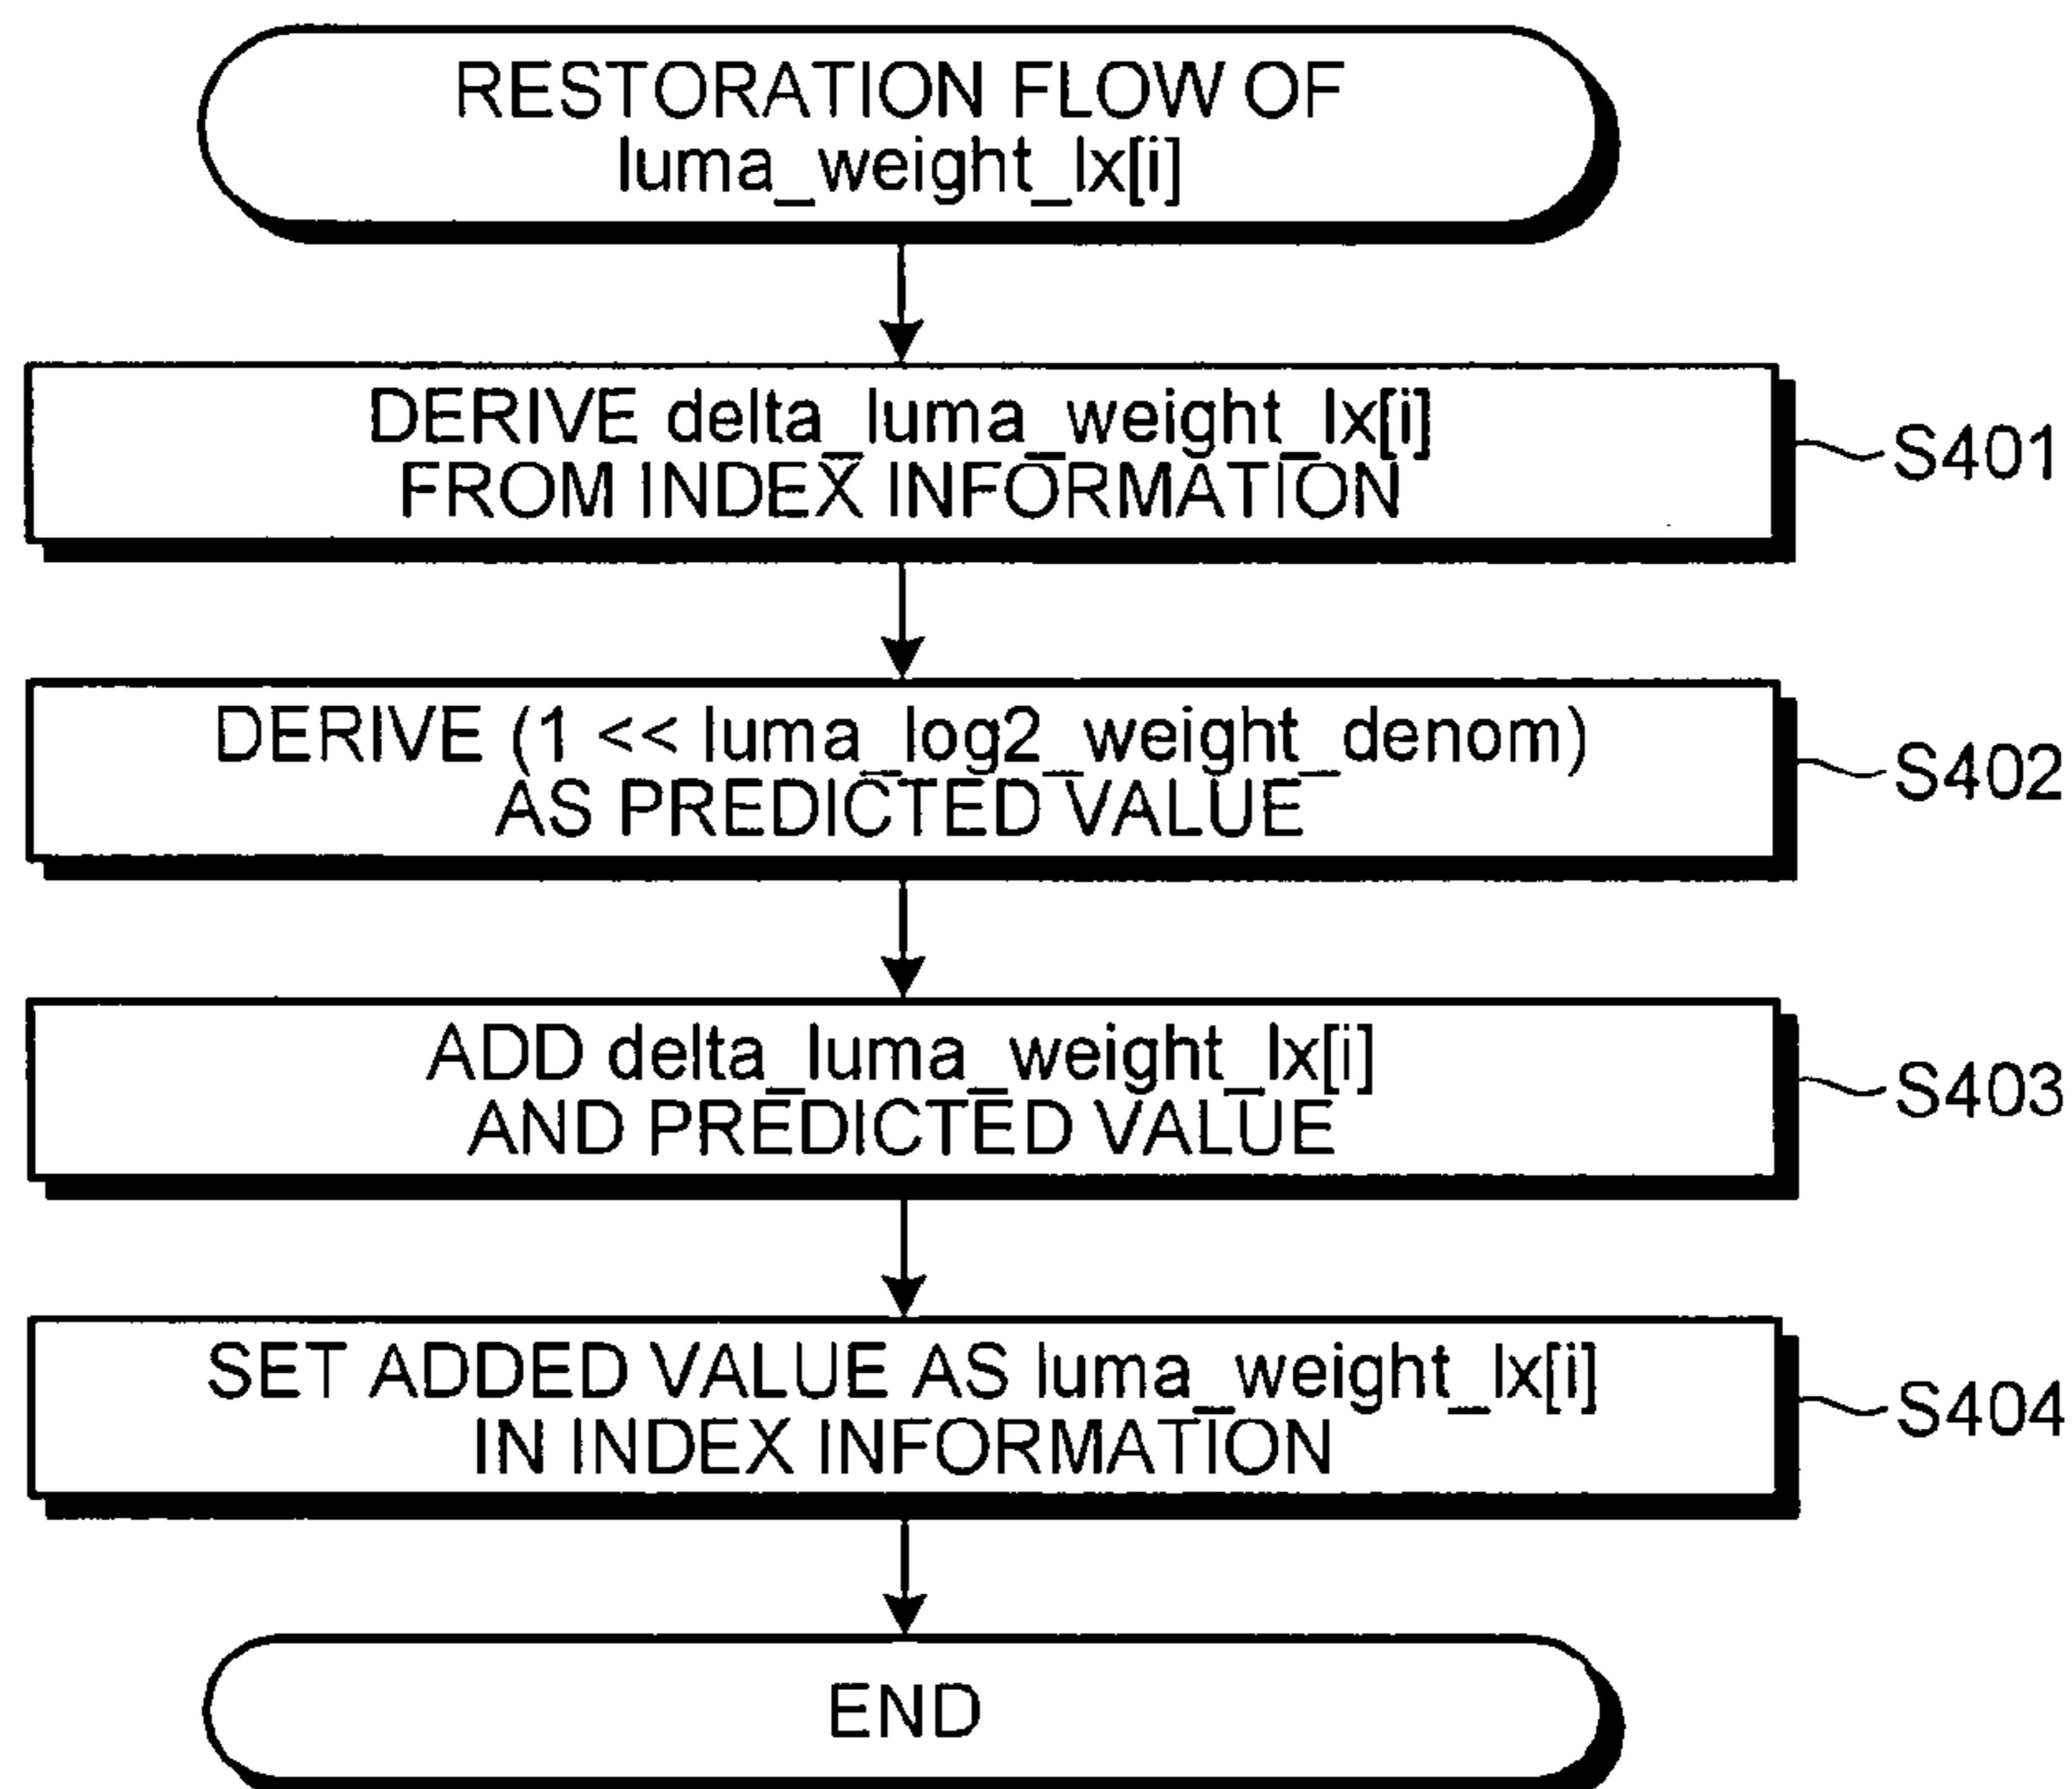 RESTORATION FLOW OF
luma_weight_lx[i]
DERIVE delta_luma_weight_lx[i]
FROM INDEX INFORMATION
S401
DERIVE (1 << luma_log2_weight_denom)
AS PREDICTED VALUE
S402
ADD delta_luma_weight_lx[i]
AND PREDICTED VALUE
S403
SET ADDED VALUE AS luma_weight_lx[i]
IN INDEX INFORMATION
S404
END